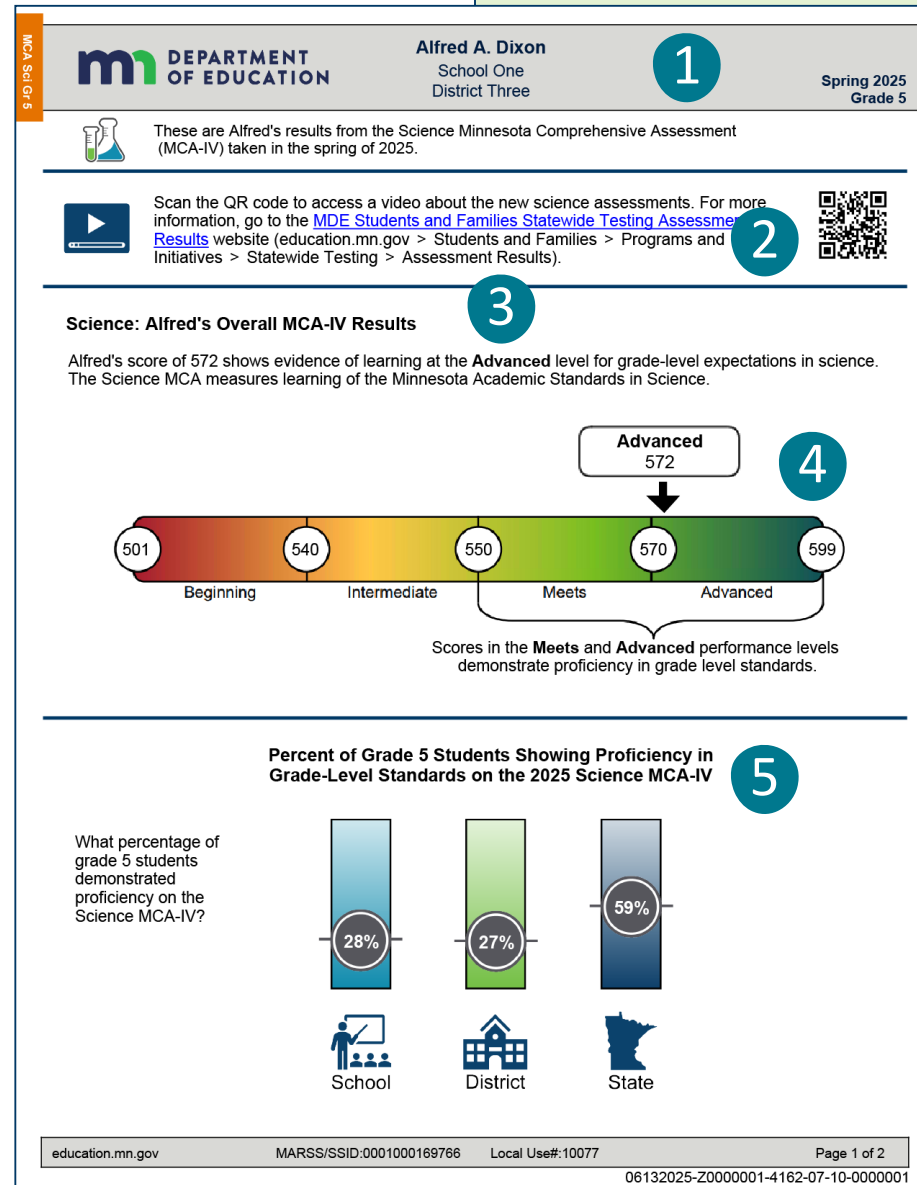 MCA Sci Gr 5
mn DEPARTMENT
OF EDUCATION
Alfred A. Dixon
School One
District Three
1
Spring 2025
Grade 5
These are Alfred's results from the Science Minnesota Comprehensive Assessment
(MCA-IV) taken in the spring of 2025.
Scan the QR code to access a video about the new science assessments. For more
information, go to the MDE Students and Families Statewide Testing
Results website (education.mn.gov > Students and Families > Programs and
Initiatives > Statewide Testing > Assessment Results).
2
3
Science: Alfred's Overall MCA-IV Results
Alfred's score of 572 shows evidence of learning at the Advanced level for grade-level expectations in science.
The Science MCA measures learning of the Minnesota Academic Standards in Science.
Advanced
572
4
501 540 550 570 599
Beginning Intermediate Meets Advanced
Scores in the Meets and Advanced performance levels
demonstrate proficiency in grade level standards.
Percent of Grade 5 Students Showing Proficiency in
Grade-Level Standards on the 2025 Science MCA-IV
5
What percentage of
grade 5 students
demonstrated
proficiency on the
Science MCA-IV?
28% 27% 59%
School District State
education.mn.gov MARSS/SSID:0001000169766 Local Use#:10077 Page 1 of 2
06132025-Z0000001-4162-07-10-0000001